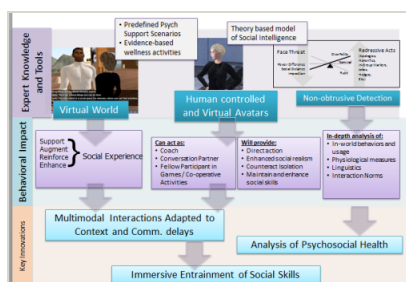 Expert Knowledge
and Tools
• Predefined Psych
Support Scenarios
• Evidence-based
wellness activities
Theory based model
of Social Intelligence
Face Threat
Redressive Acts
Virtual World
Human controlled
and Virtual Avatars
Non-obtrusive Detection
Behavioral Impact
Support
Augment
Reinforce
Enhance
Social Experience
Can act as:
• Coach
• Conversation Partner
• Fellow Participant in
Games / Co-operative
Activities
Will provide:
• Direct action
• Enhanced social realism
• Counteract isolation
• Maintain and enhance
social skills
In-depth analysis of:
• In-world behaviors and
usage
• Physiological measures
• Linguistics
• Interaction Norms
Key Innovations
Multimodal Interactions Adapted to
Context and Comm. delays
Analysis of Psychosocial Health
Immersive Entrainment of Social Skills